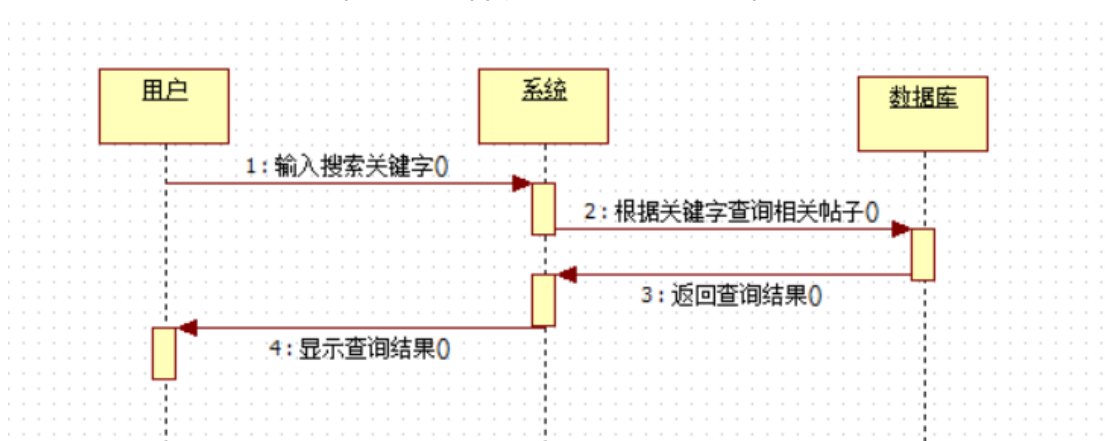 用户
系统
数据库
1:输入搜索关键字()
2:根据关键字查询相关帖子()
3:返回查询结果()
4:显示查询结果()